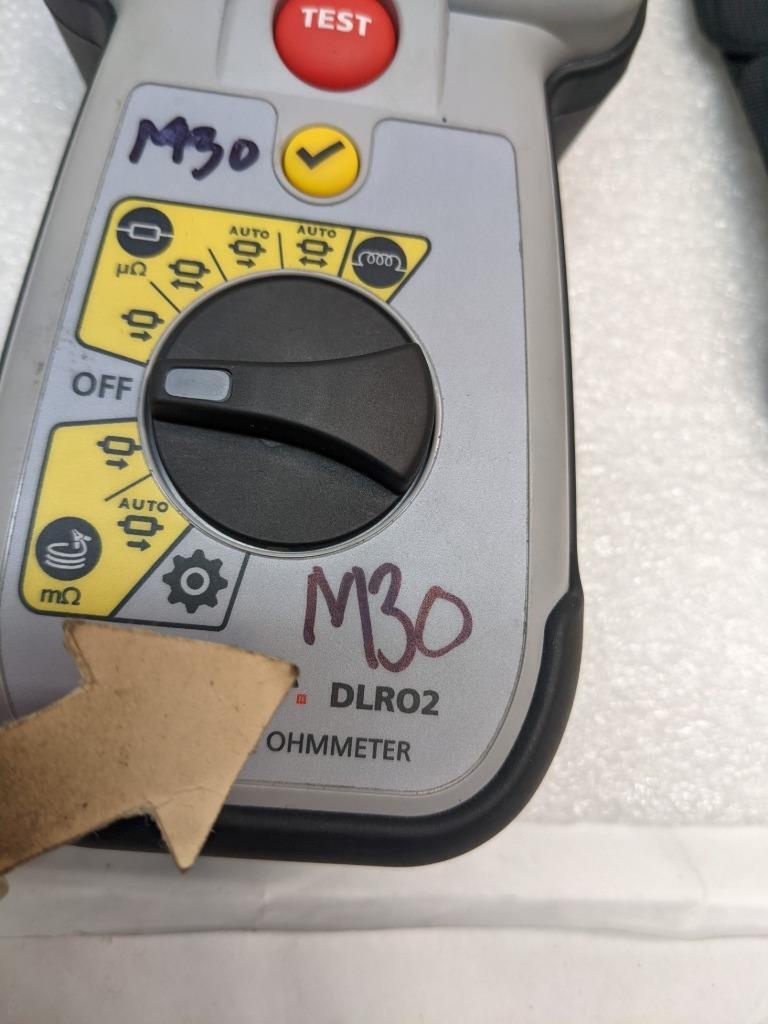 TEST
M30
AUTO
AUTO
µΩ
OFF
AUTO
mΩ
M30
DLRO2
OHMMETER